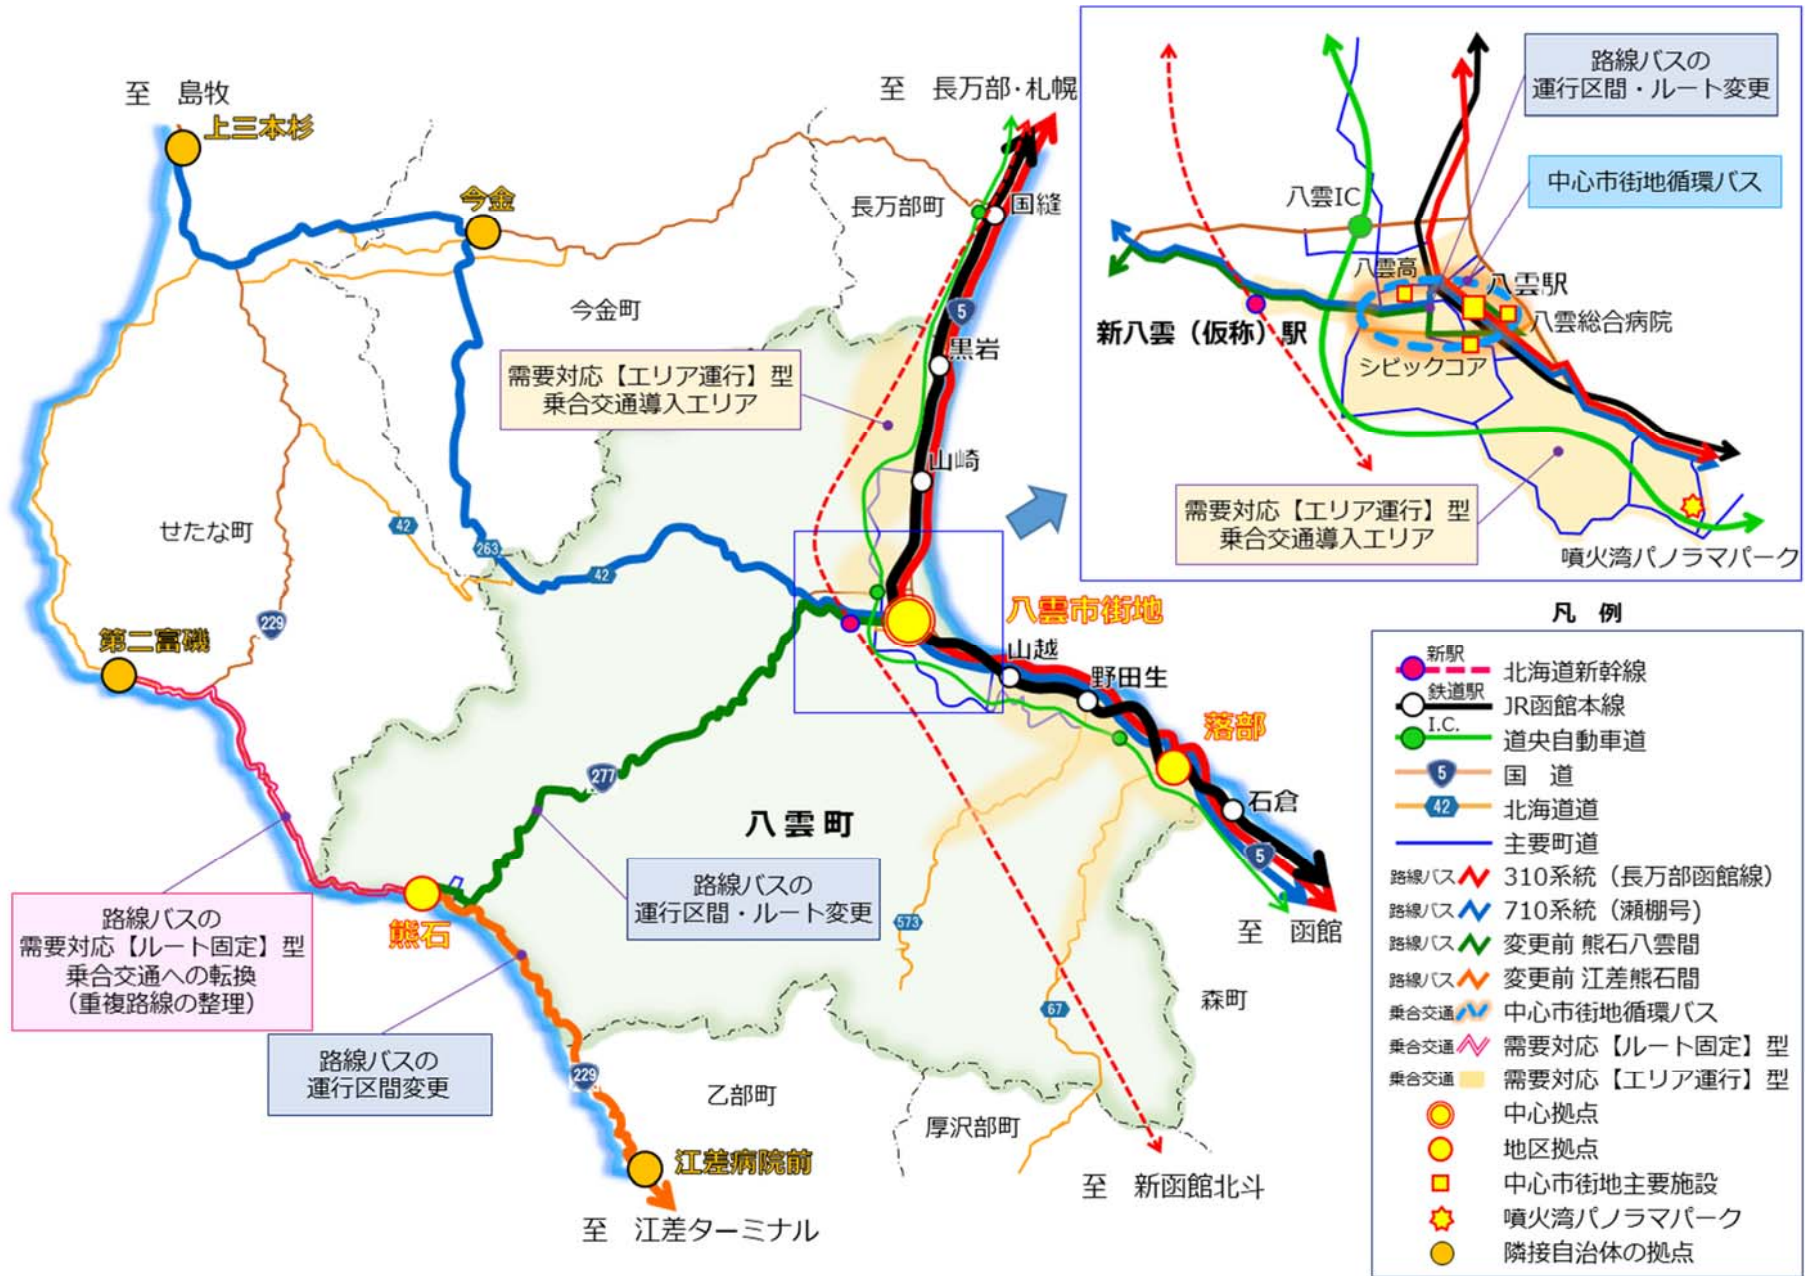 至 島牧
上三本杉
今金
至 長万部・札幌
長万部町
国縫
今金町
5
黒岩
需要対応【エリア運行】型
乗合交通導入エリア
山崎
せたな町
42
263
42
229
第二富磯
八雲市街地
山越
野田生
落部
石倉
5
至 函館
277
八雲町
路線バスの
運行区間・ルート変更
路線バスの
需要対応【ルート固定】型
乗合交通への転換
（重複路線の整理）
熊石
573
67
森町
路線バスの
運行区間変更
229
乙部町
厚沢部町
江差病院前
至 新函館北斗
至 江差ターミナル
路線バスの
運行区間・ルート変更
中心市街地循環バス
八雲IC
八雲高
八雲駅
八雲総合病院
新八雲（仮称）駅
シビックコア
需要対応【エリア運行】型
乗合交通導入エリア
噴火湾パノラマパーク
凡 例
新駅 北海道新幹線
鉄道駅 JR函館本線
I.C. 道央自動車道
5 国 道
42 北海道道
主要町道
路線バス 310系統（長万部函館線）
路線バス 710系統（瀬棚号)
路線バス 変更前 熊石八雲間
路線バス 変更前 江差熊石間
乗合交通 中心市街地循環バス
乗合交通 需要対応【ルート固定】型
乗合交通 需要対応【エリア運行】型
中心拠点
地区拠点
中心市街地主要施設
噴火湾パノラマパーク
隣接自治体の拠点